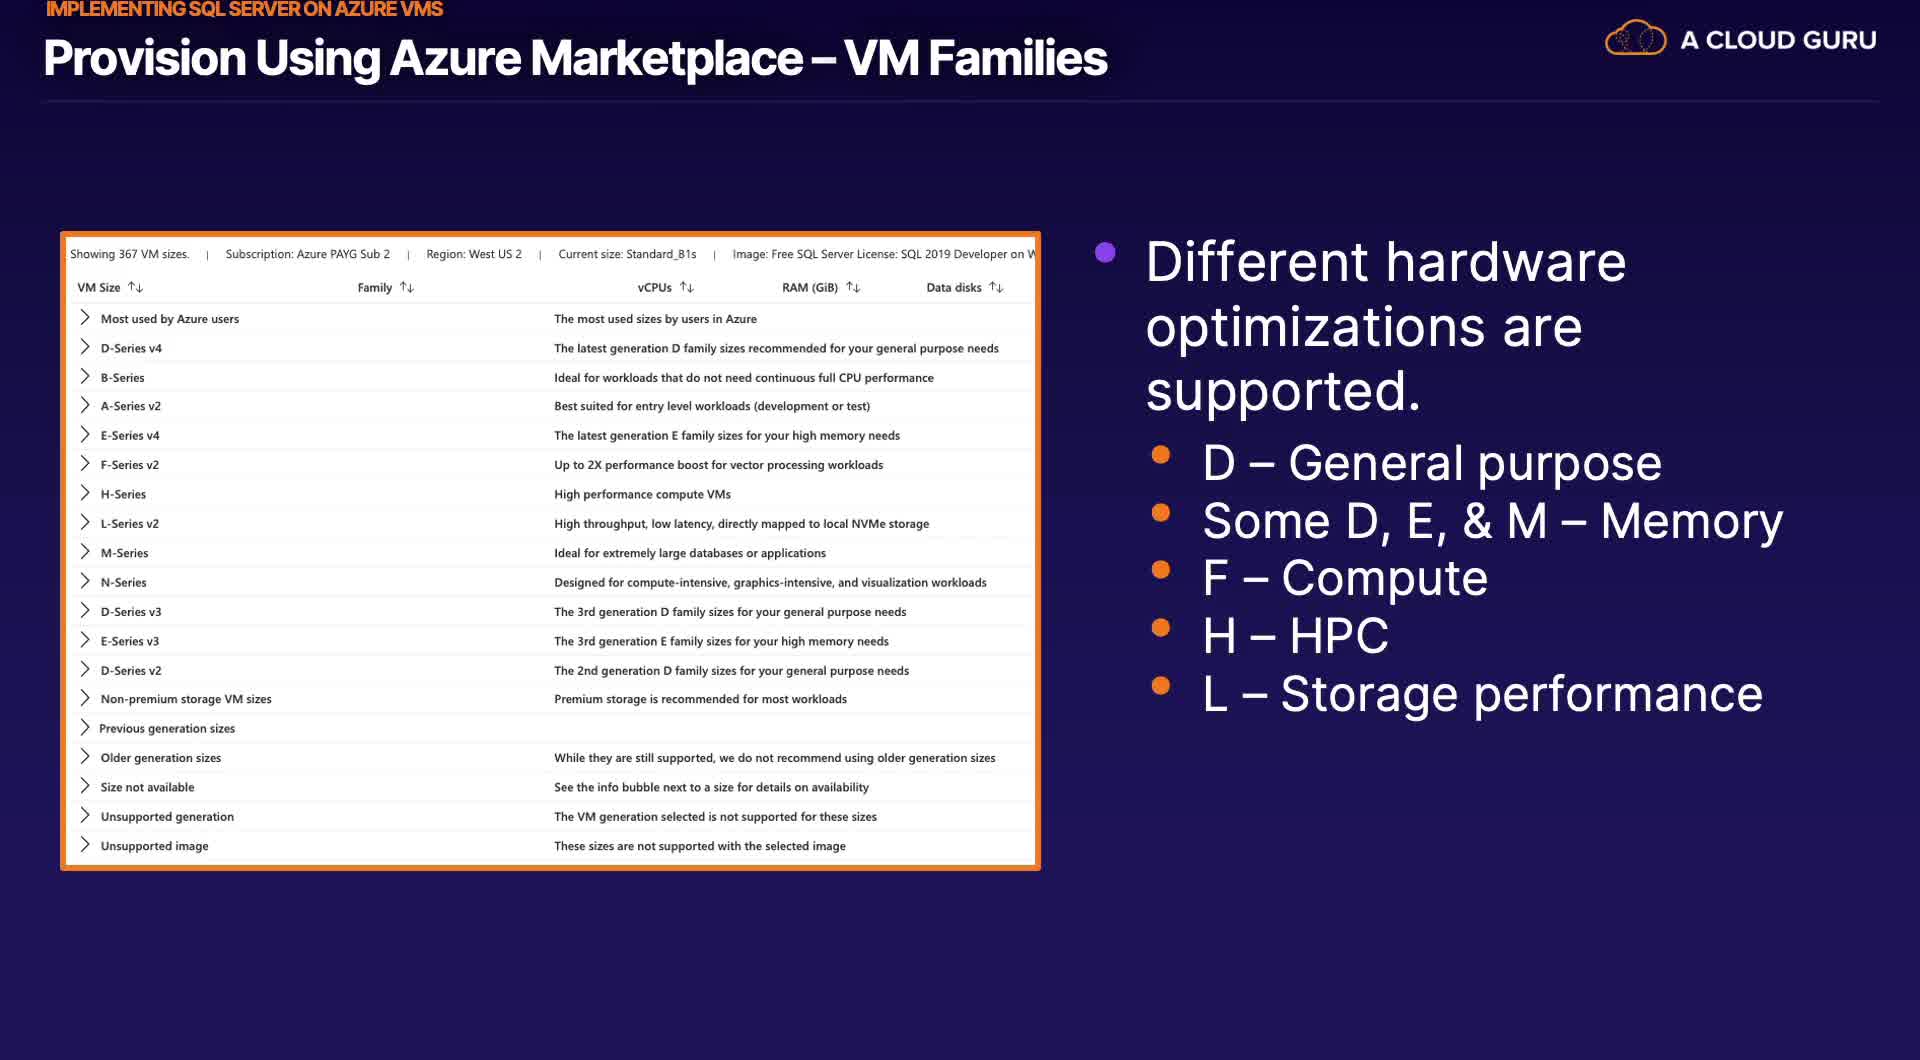 IMPLEMENTING SQL SERVER ON AZURE VMS
Provision Using Azure Marketplace – VM Families
A CLOUD GURU
Showing 367 VM sizes. | Subscription: Azure PAYG Sub 2 | Region: West US 2 | Current size: Standard_B1s | Image: Free SQL Server License: SQL 2019 Developer on W
VM Size ↑↓ Family ↑↓ vCPUs ↑↓ RAM (GiB) ↑↓ Data disks ↑↓
Most used by Azure users The most used sizes by users in Azure
D-Series v4 The latest generation D family sizes recommended for your general purpose needs
B-Series Ideal for workloads that do not need continuous full CPU performance
A-Series v2 Best suited for entry level workloads (development or test)
E-Series v4 The latest generation E family sizes for your high memory needs
F-Series v2 Up to 2X performance boost for vector processing workloads
H-Series High performance compute VMs
L-Series v2 High throughput, low latency, directly mapped to local NVMe storage
M-Series Ideal for extremely large databases or applications
N-Series Designed for compute-intensive, graphics-intensive, and visualization workloads
D-Series v3 The 3rd generation D family sizes for your general purpose needs
E-Series v3 The 3rd generation E family sizes for your high memory needs
D-Series v2 The 2nd generation D family sizes for your general purpose needs
Non-premium storage VM sizes Premium storage is recommended for most workloads
Previous generation sizes
Older generation sizes While they are still supported, we do not recommend using older generation sizes
Size not available See the info bubble next to a size for details on availability
Unsupported generation The VM generation selected is not supported for these sizes
Unsupported image These sizes are not supported with the selected image
Different hardware
optimizations are
supported.
D – General purpose
Some D, E, & M – Memory
F – Compute
H – HPC
L – Storage performance